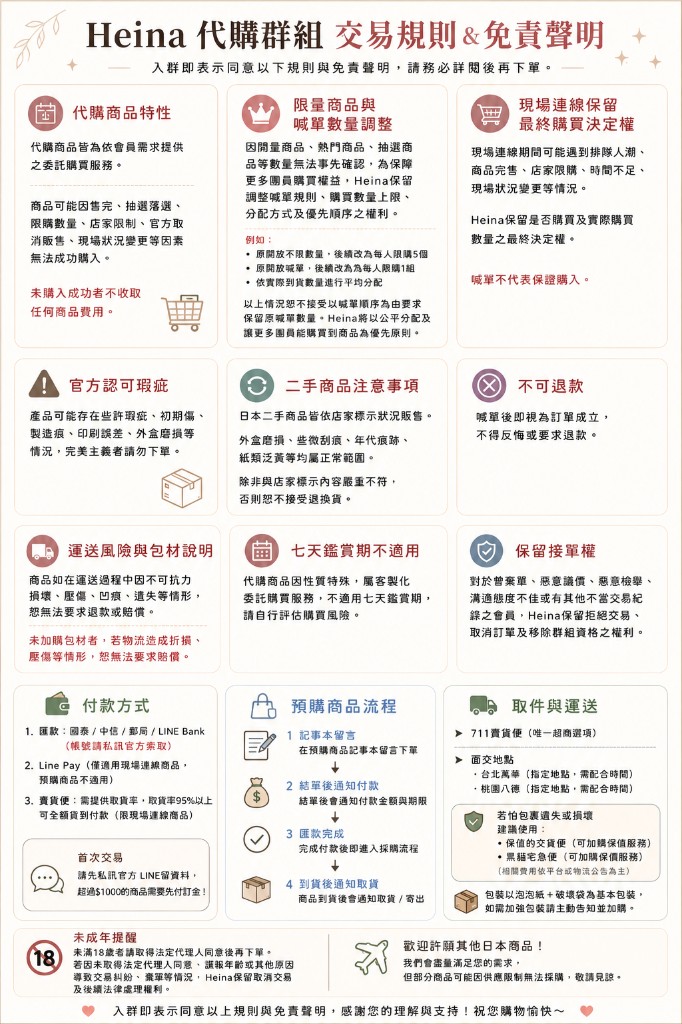 Heina 代購群組 交易規則&免責聲明
入群即表示同意以下規則與免責聲明，請務必詳閱後再下單。
代購商品特性
代購商品皆為依會員需求提供
之委託購買服務。
商品可能因售完、抽選落選、
限購數量、店家限制、官方取
消販售、現場狀況變更等因素
無法成功購入。
未購入成功者不收取
任何商品費用。
限量商品與
喊單數量調整
因開量商品、熱門商品、抽選商
品等數量無法事先確認，為保障
更多團員購買權益，Heina保留
調整喊單規則、購買數量上限、
分配方式及優先順序之權利。
例如：
• 原開放不限數量，後續改為每人限購5個
• 原開放喊單，後續改為為每人限購1組
• 依實際到貨數量進行平均分配
以上情況恕不接受以喊單順序為由要求
保留原喊單數量。Heina將以公平分配及
讓更多團員能購買到商品為優先原則。
現場連線保留
最終購買決定權
現場連線期間可能遇到排隊人潮、
商品完售、店家限購、時間不足、
現場狀況變更等情況。
Heina保留是否購買及實際購買
數量之最終決定權。
喊單不代表保證購入。
官方認可瑕疵
產品可能存在些許瑕疵、初期傷、
製造痕、印刷誤差、外盒磨損等
情況，完美主義者請勿下單。
二手商品注意事項
日本二手商品皆依店家標示狀況販售。
外盒磨損、些微刮痕、年代痕跡、
紙類泛黃等均屬正常範圍。
除非與店家標示內容嚴重不符，
否則恕不接受退換貨。
不可退款
喊單後即視為訂單成立，
不得反悔或要求退款。
運送風險與包材說明
商品如在運送過程中因不可抗力
損壞、壓傷、凹痕、遺失等情形，
恕無法要求退款或賠償。
未加購包材者，若物流造成折損、
壓傷等情形，恕無法要求賠償。
七天鑑賞期不適用
代購商品因性質特殊，屬客製化
委託購買服務，不適用七天鑑賞期，
請自行評估購買風險。
保留接單權
對於曾棄單、惡意議價、惡意檢舉、
溝通態度不佳或有其他不當交易紀
錄之會員，Heina保留拒絕交易、
取消訂單及移除群組資格之權利。
付款方式
1. 匯款：國泰 / 中信 / 郵局 / LINE Bank
（帳號請私訊官方索取）
2. Line Pay（僅適用現場連線商品，
預購商品不適用）
3. 賣貨便：需提供取貨率，取貨率95%以上
可全額貨到付款（限現場連線商品）
首次交易
請先私訊官方 LINE留資料，
超過$1000的商品需要先付訂金！
預購商品流程
1 記事本留言
在預購商品記事本留言下單
2 結單後通知付款
結單後會通知付款金額與期限
3 匯款完成
完成付款後即進入採購流程
4 到貨後通知取貨
商品到貨後會通知取貨 / 寄出
取件與運送
➤ 711賣貨便（唯一超商選項）
➤ 面交地點
・台北萬華（指定地點，需配合時間）
・桃園八德（指定地點，需配合時間）
若怕包裹遺失或損壞
建議使用：
• 保值的交貨便（可加購保值服務）
• 黑貓宅急便（可加購保價服務）
（相關費用依平台或物流公告為主）
包裝以泡泡紙＋破壞袋為基本包裝，
如需加強包裝請主動告知並加購。
18
未成年提醒
未滿18歲者請取得法定代理人同意後再下單。
若因未取得法定代理人同意、謊報年齡或其他原因
導致交易糾紛、棄單等情況，Heina保留取消交易
及後續法律處理權利。
歡迎許願其他日本商品！
我們會盡量滿足您的需求，
但部分商品可能因供應限制無法採購，敬請見諒。
入群即表示同意以上規則與免責聲明，感謝您的理解與支持！祝您購物愉快～